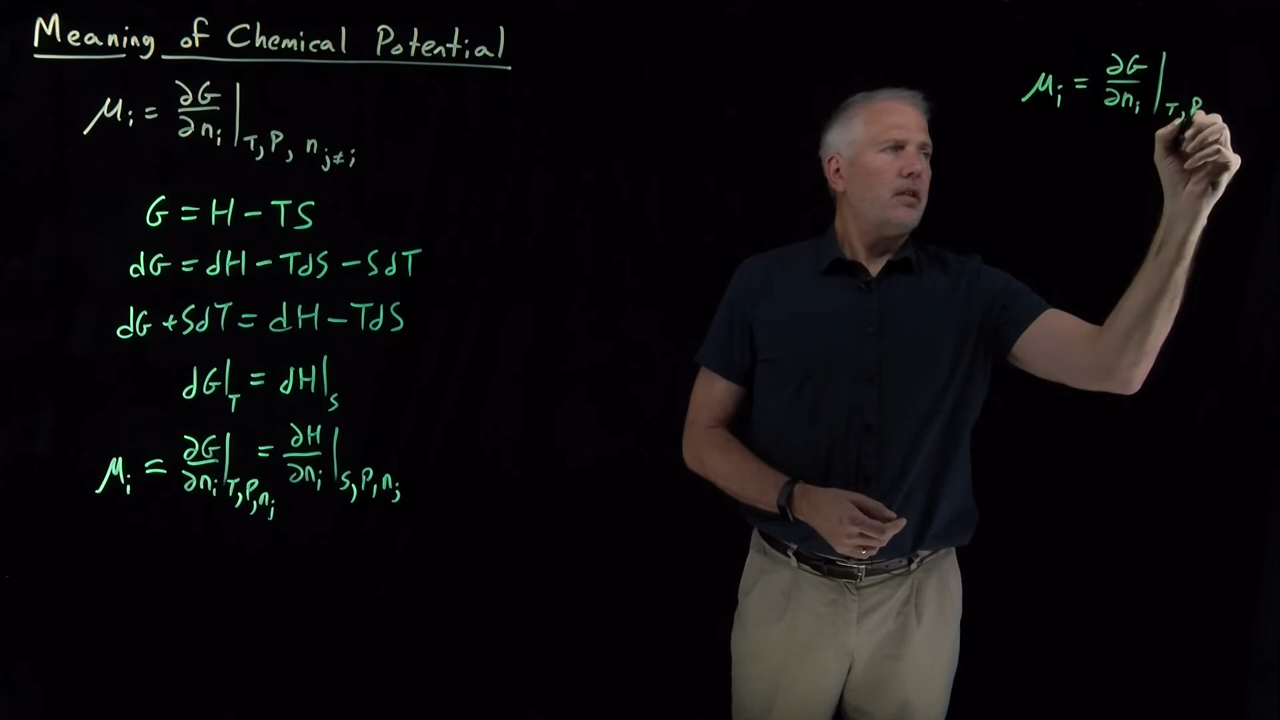 Meaning of Chemical Potential
μᵢ = ∂G/∂nᵢ |T, P, nⱼ≠ᵢ
G = H − TS
dG = dH − TdS − SdT
dG + SdT = dH − TdS
dG|T = dH|S
μᵢ = ∂G/∂nᵢ |T,P,nⱼ = ∂H/∂nᵢ |S,P,nⱼ
μᵢ = ∂G/∂nᵢ |T,P